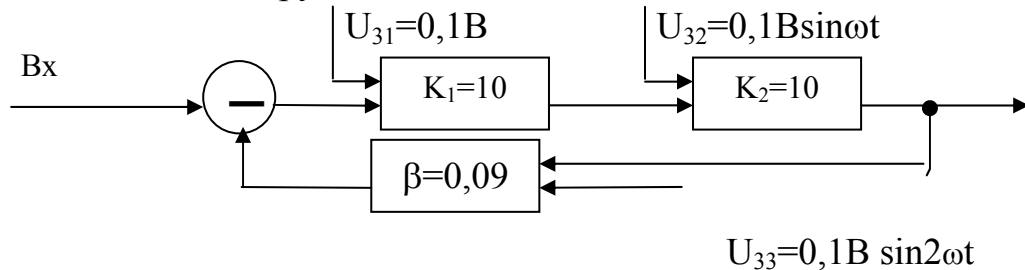 U31=0,1В
U32=0,1Вsinωt
Вх
K1=10
K2=10
β=0,09
U33=0,1В sin2ωt